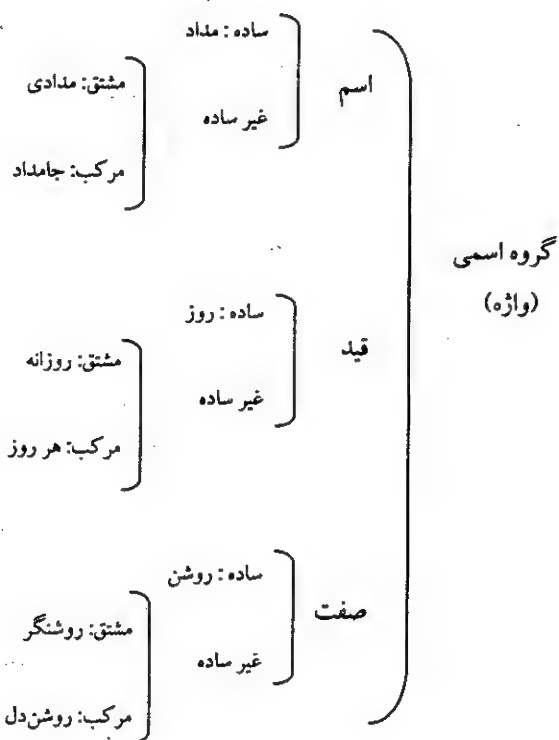 گروه اسمی
(واژه)
اسم
ساده : مداد
غیر ساده
مشتق: مدادی
مرکب: جامداد
قید
ساده : روز
غیر ساده
مشتق: روزانه
مرکب: هر روز
صفت
ساده : روشن
غیر ساده
مشتق: روشنگر
مرکب: روشن‌دل